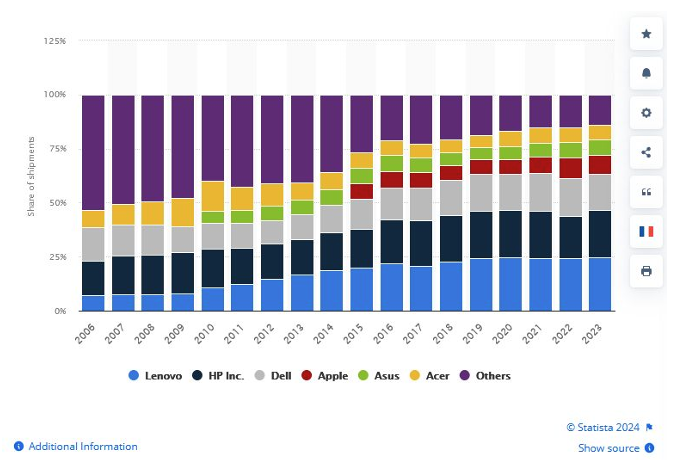 125%
100%
75%
50%
25%
0%
Share of shipments
2006 2007 2008 2009 2010 2011 2012 2013 2014 2015 2016 2017 2018 2019 2020 2021 2022 2023
Lenovo HP Inc. Dell Apple Asus Acer Others
© Statista 2024
Additional Information
Show source